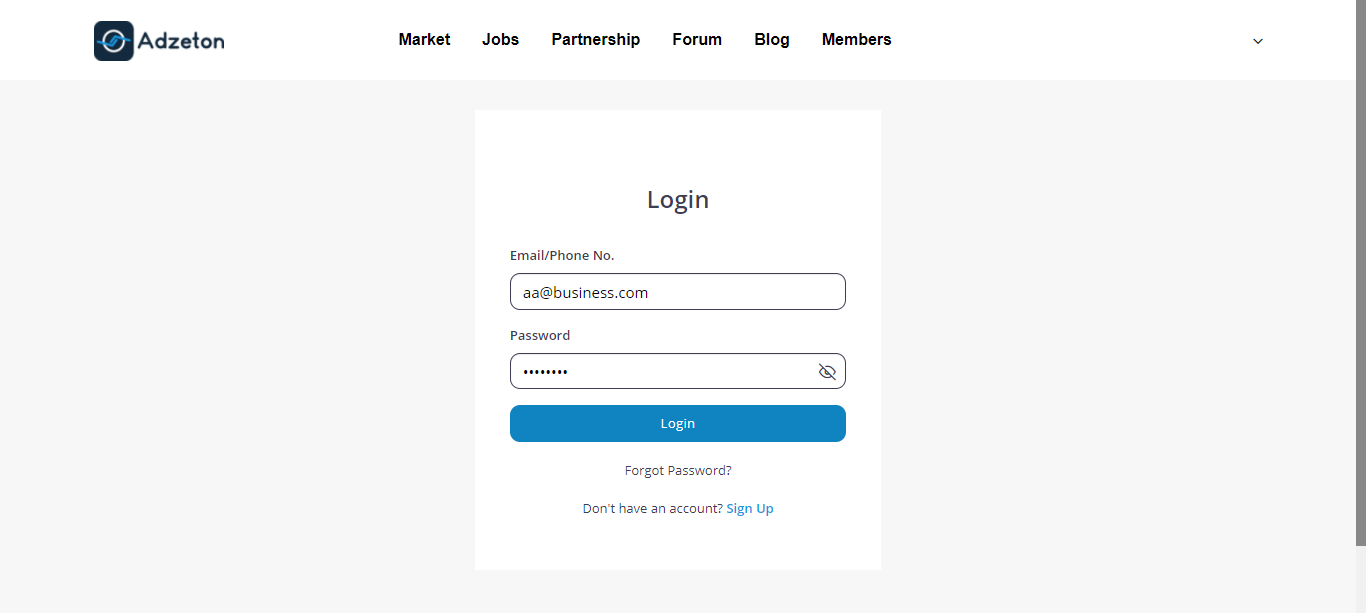 Adzeton
Market Jobs Partnership Forum Blog Members
Login
Email/Phone No.
aa@business.com
Password
••••••••
Login
Forgot Password?
Don't have an account? Sign Up